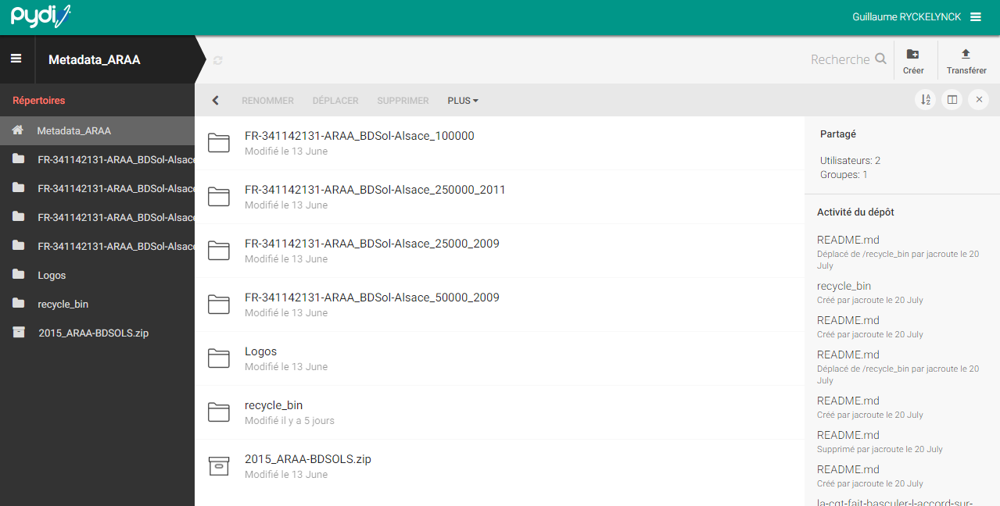 pydi
Guillaume RYCKELYNCK
Metadata_ARAA
Recherche
Créer
Transférer
Répertoires
RENOMMER
DÉPLACER
SUPPRIMER
PLUS
Metadata_ARAA
FR-341142131-ARAA_BDSol-Alsace
FR-341142131-ARAA_BDSol-Alsace
FR-341142131-ARAA_BDSol-Alsace
FR-341142131-ARAA_BDSol-Alsace
Logos
recycle_bin
2015_ARAA-BDSOLS.zip
FR-341142131-ARAA_BDSol-Alsace_100000
Modifié le 13 June
FR-341142131-ARAA_BDSol-Alsace_250000_2011
Modifié le 13 June
FR-341142131-ARAA_BDSol-Alsace_25000_2009
Modifié le 13 June
FR-341142131-ARAA_BDSol-Alsace_50000_2009
Modifié le 13 June
Logos
Modifié le 13 June
recycle_bin
Modifié il y a 5 jours
2015_ARAA-BDSOLS.zip
Modifié le 13 June
Partagé
Utilisateurs: 2
Groupes: 1
Activité du dépôt
README.md
Déplacé de /recycle_bin par jacroute le 20
July
recycle_bin
Créé par jacroute le 20 July
README.md
Créé par jacroute le 20 July
README.md
Déplacé de /recycle_bin par jacroute le 20
July
README.md
Créé par jacroute le 20 July
README.md
Supprimé par jacroute le 20 July
README.md
Créé par jacroute le 20 July
la-cgt-fait-basculer-l-accord-sur-